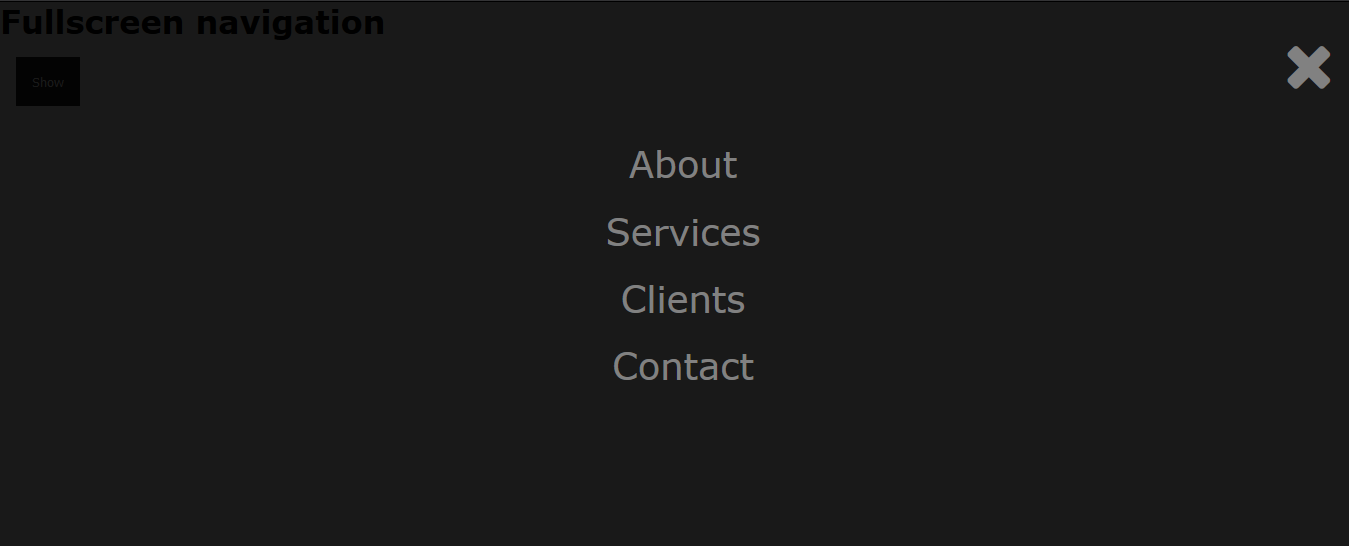 Fullscreen navigation
Show
About
Services
Clients
Contact